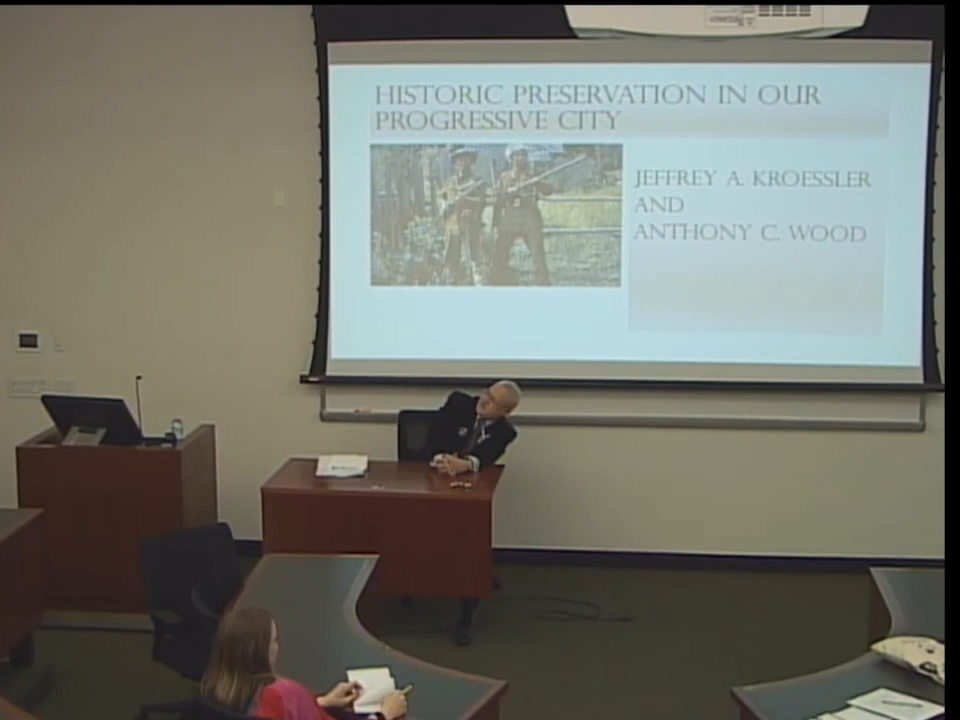 HISTORIC PRESERVATION IN OUR
PROGRESSIVE CITY
JEFFREY A. KROESSLER
AND
ANTHONY C. WOOD